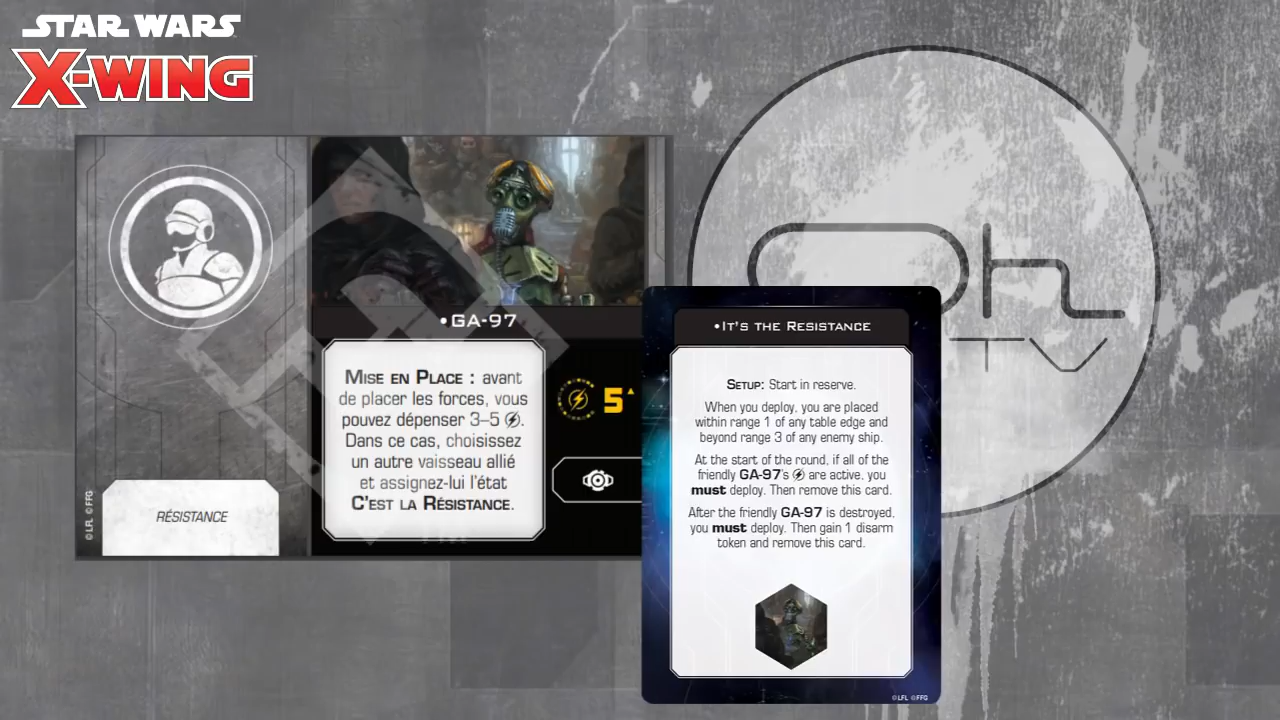 STAR WARS
X-WING
•GA-97
Mise en Place : avant
de placer les forces, vous
pouvez dépenser 3–5 .
Dans ce cas, choisissez
un autre vaisseau allié
et assignez-lui l'état
C'est la Résistance.
5
RÉSISTANCE
©LFL ©FFG
•It's the Resistance
Setup: Start in reserve.
When you deploy, you are placed
within range 1 of any table edge and
beyond range 3 of any enemy ship.
At the start of the round, if all of the
friendly GA-97's are active, you
must deploy. Then remove this card.
After the friendly GA-97 is destroyed,
you must deploy. Then gain 1 disarm
token and remove this card.
©LFL ©FFG
TV